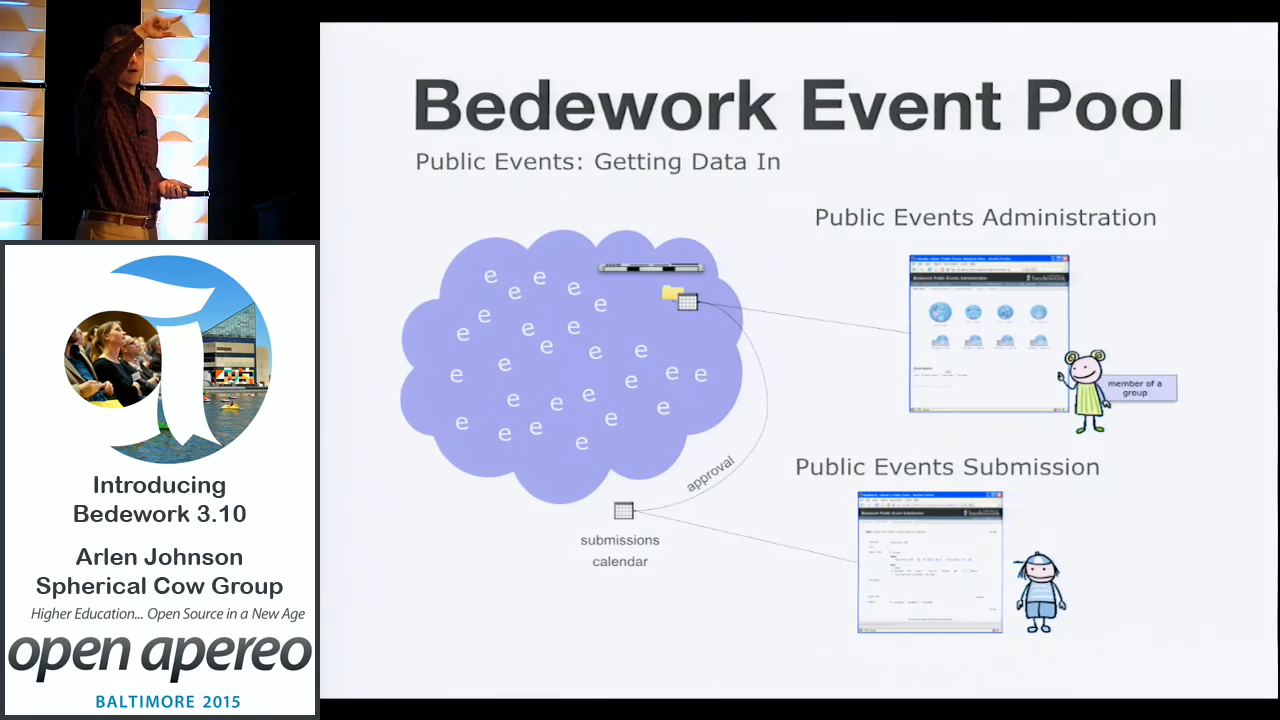 Bedework Event Pool
Public Events: Getting Data In
Public Events Administration
e e e e e e e e e e e e e e e e e e e e e e e e e e
member of a
group
approval
submissions
calendar
Public Events Submission
Introducing
Bedework 3.10
Arlen Johnson
Spherical Cow Group
Higher Education... Open Source in a New Age
open apereo
BALTIMORE 2015